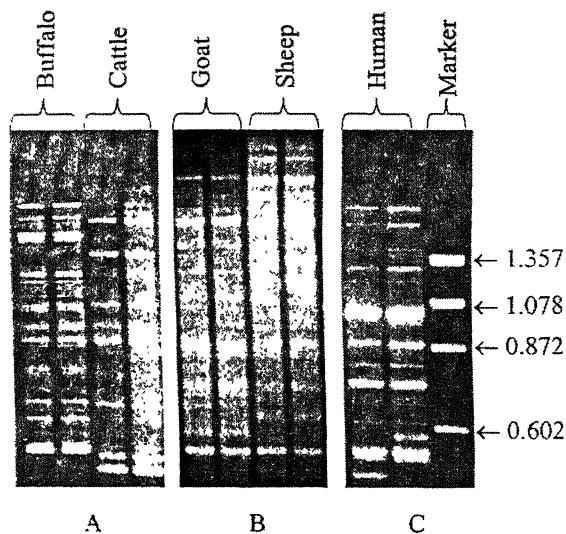 Buffalo Cattle Goat Sheep Human Marker
← 1.357
← 1.078
← 0.872
← 0.602
A B C